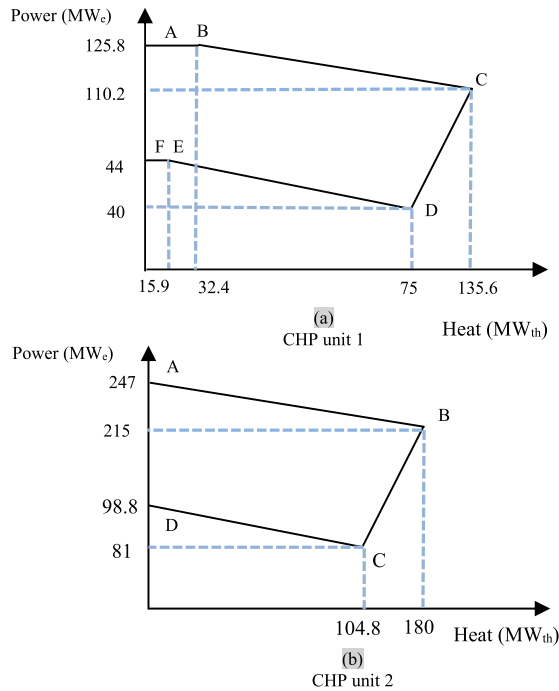 Power (MWe)
A B
125.8
C
110.2
F E
44
D
40
15.9 32.4 75 135.6
(a)
Heat (MWth)
CHP unit 1
Power (MWe)
A
247
B
215
98.8
D
81
C
104.8 180
Heat (MWth)
(b)
CHP unit 2